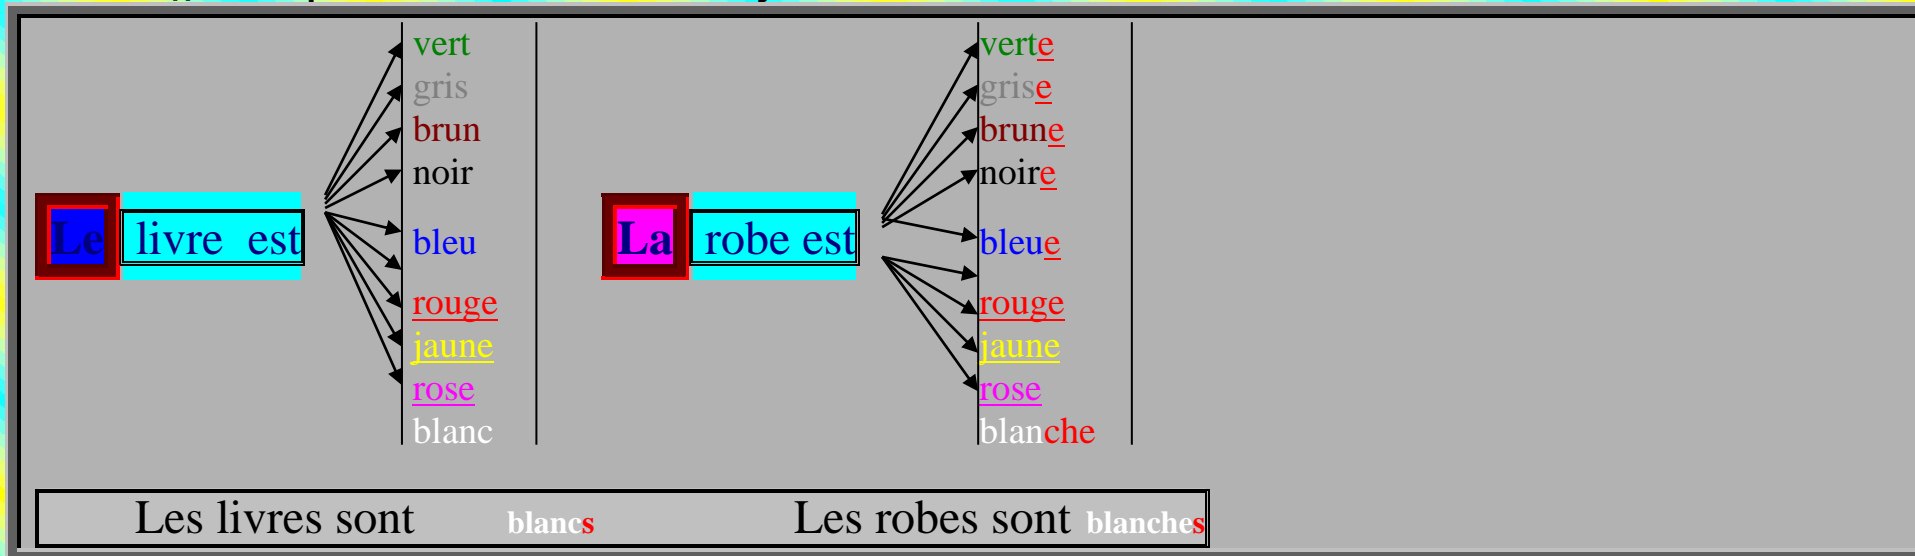 vert
gris
brun
noir
Le livre est
bleu
rouge
jaune
rose
blanc
verte
grise
brune
noire
La robe est
bleue
rouge
jaune
rose
blanche
Les livres sont blancs Les robes sont blanches